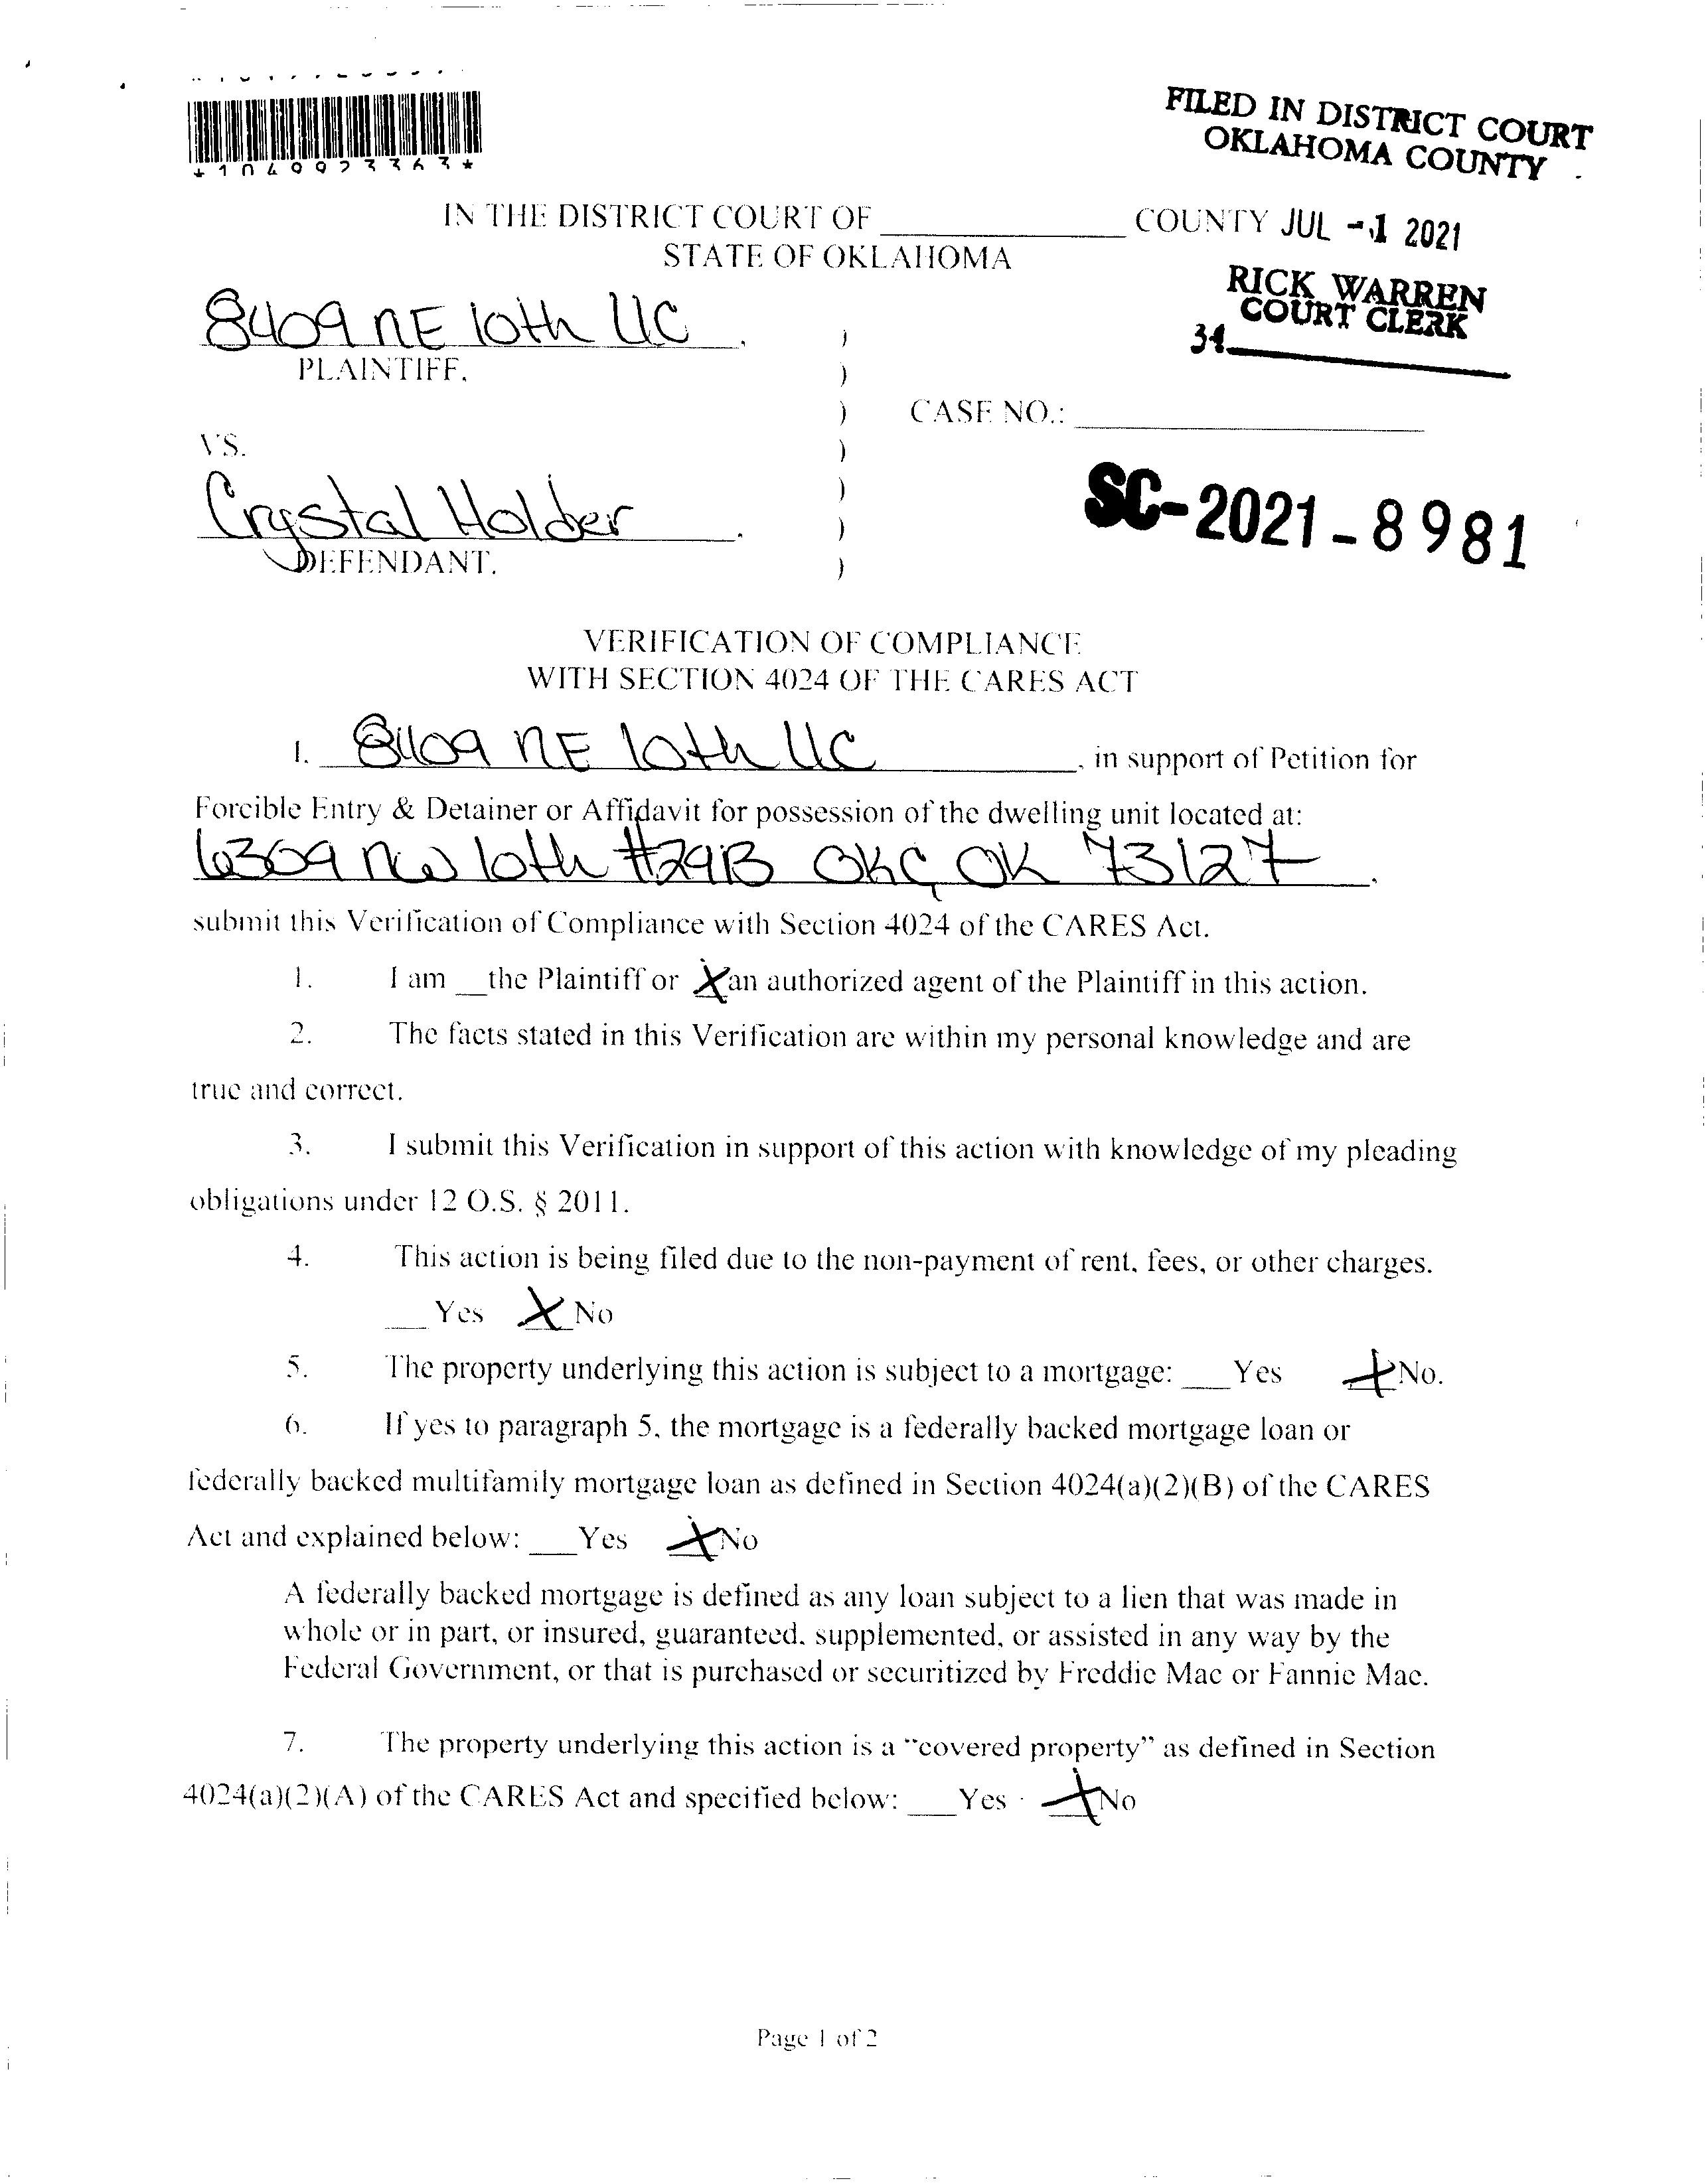 FILED IN DISTRICT COURT
OKLAHOMA COUNTY
IN THE DISTRICT COURT OF ____________ COUNTY JUL -1 2021
STATE OF OKLAHOMA
RICK WARREN
COURT CLERK
34
8409 NE 10th LLC,
PLAINTIFF,
CASE NO.:
VS.
SC-2021-8981
Crystal Holder,
DEFENDANT.
VERIFICATION OF COMPLIANCE
WITH SECTION 4024 OF THE CARES ACT
I, 8409 NE 10th LLC, in support of Petition for
Forcible Entry & Detainer or Affidavit for possession of the dwelling unit located at:
6309 NW 10th #29B OKC, OK 73127.
submit this Verification of Compliance with Section 4024 of the CARES Act.
1. I am __the Plaintiff or Xan authorized agent of the Plaintiff in this action.
2. The facts stated in this Verification are within my personal knowledge and are
true and correct.
3. I submit this Verification in support of this action with knowledge of my pleading
obligations under 12 O.S. § 2011.
4. This action is being filed due to the non-payment of rent, fees, or other charges.
___ Yes X No
5. The property underlying this action is subject to a mortgage: ___Yes X No.
6. If yes to paragraph 5, the mortgage is a federally backed mortgage loan or
federally backed multifamily mortgage loan as defined in Section 4024(a)(2)(B) of the CARES
Act and explained below: ___Yes X No
A federally backed mortgage is defined as any loan subject to a lien that was made in
whole or in part, or insured, guaranteed, supplemented, or assisted in any way by the
Federal Government, or that is purchased or securitized by Freddie Mac or Fannie Mac.
7. The property underlying this action is a "covered property" as defined in Section
4024(a)(2)(A) of the CARES Act and specified below: ___Yes X No
Page 1 of 2